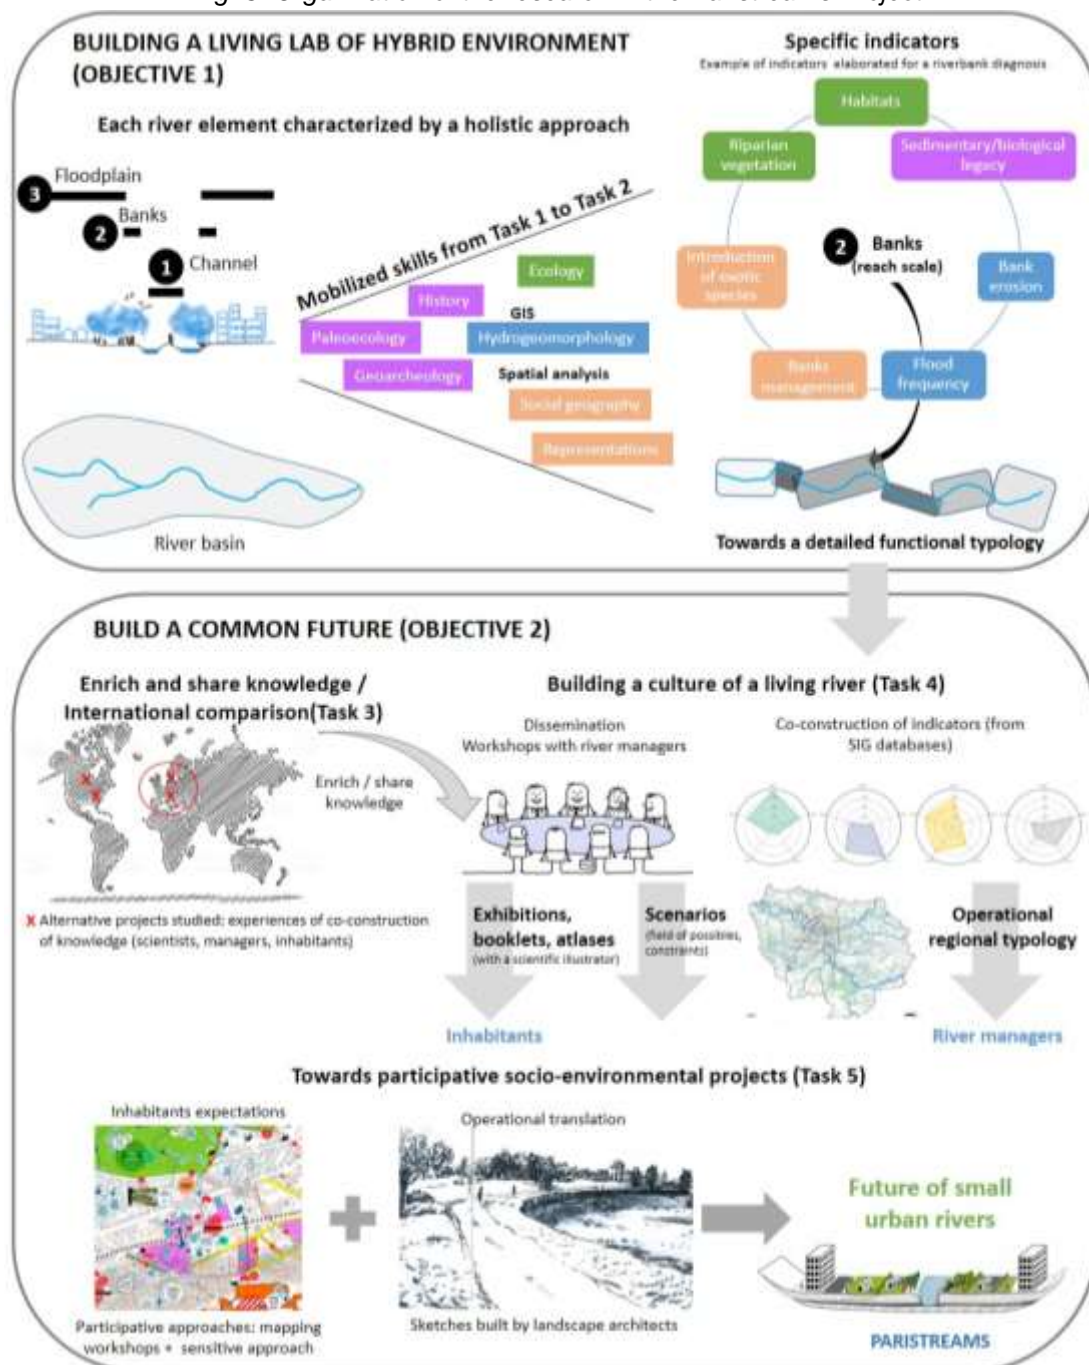 BUILDING A LIVING LAB OF HYBRID ENVIRONMENT
(OBJECTIVE 1)
Each river element characterized by a holistic approach
3 Floodplain
2 Banks
1 Channel
River basin
Mobilized skills from Task 1 to Task 2
Ecology
History
GIS
Paleoecology
Hydrogeomorphology
Geoarcheology
Spatial analysis
Social geography
Representations
Specific indicators
Example of indicators elaborated for a riverbank diagnosis
Habitats
Riparian
vegetation
Sedimentary/biological
legacy
2 Banks
(reach scale)
Introduction
of exotic
species
Bank
erosion
Banks
management
Flood
frequency
Towards a detailed functional typology
BUILD A COMMON FUTURE (OBJECTIVE 2)
Enrich and share knowledge /
International comparison(Task 3)
Enrich / share
knowledge
X Alternative projects studied: experiences of co-construction
of knowledge (scientists, managers, inhabitants)
Building a culture of a living river (Task 4)
Dissemination
Workshops with river managers
Co-construction of indicators (from
SIG databases)
Exhibitions,
booklets, atlases
(with a scientific illustrator)
Scenarios
(field of possibles,
constraints)
Operational
regional typology
Inhabitants
River managers
Towards participative socio-environmental projects (Task 5)
Inhabitants expectations
Operational translation
Participative approaches: mapping
workshops + sensitive approach
Sketches built by landscape architects
Future of small
urban rivers
PARISTREAMS